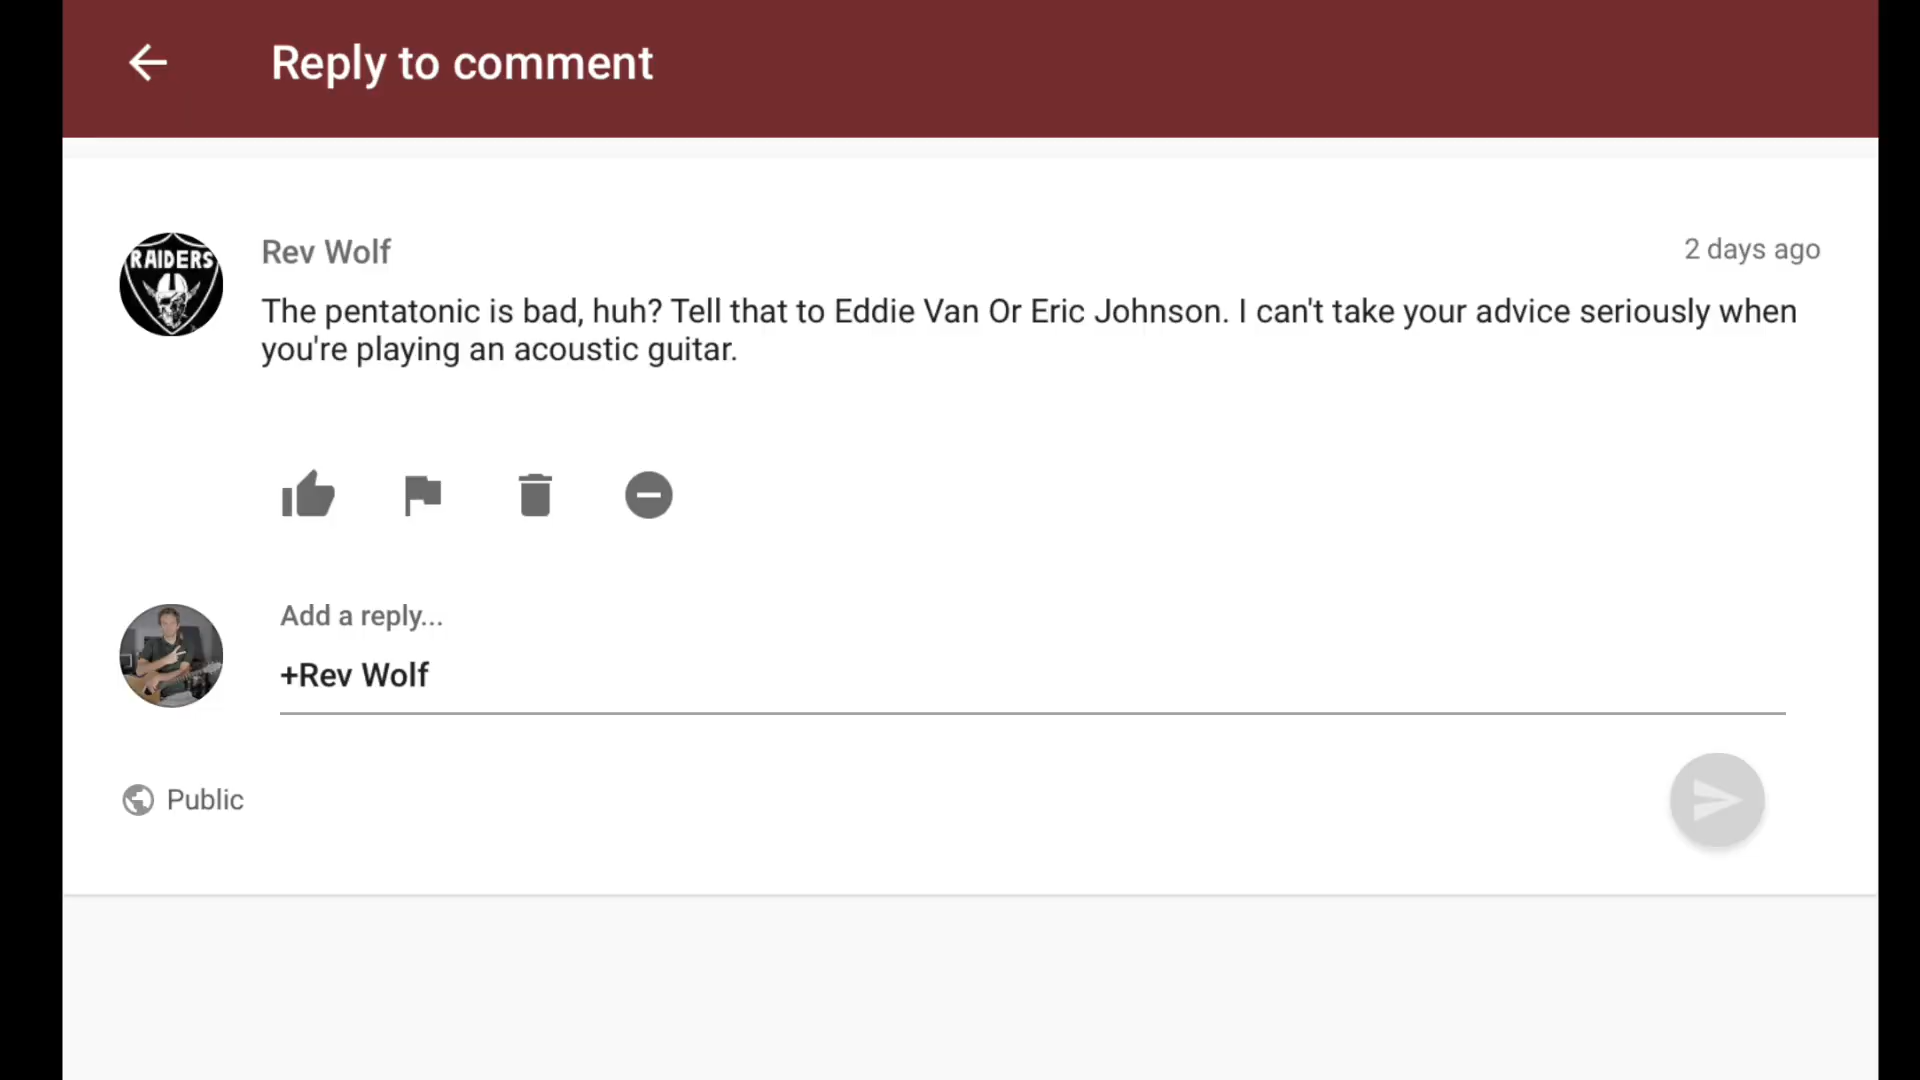 Reply to comment
RAIDERS
Rev Wolf
2 days ago
The pentatonic is bad, huh? Tell that to Eddie Van Or Eric Johnson. I can't take your advice seriously when
you're playing an acoustic guitar.
Add a reply...
+Rev Wolf
Public